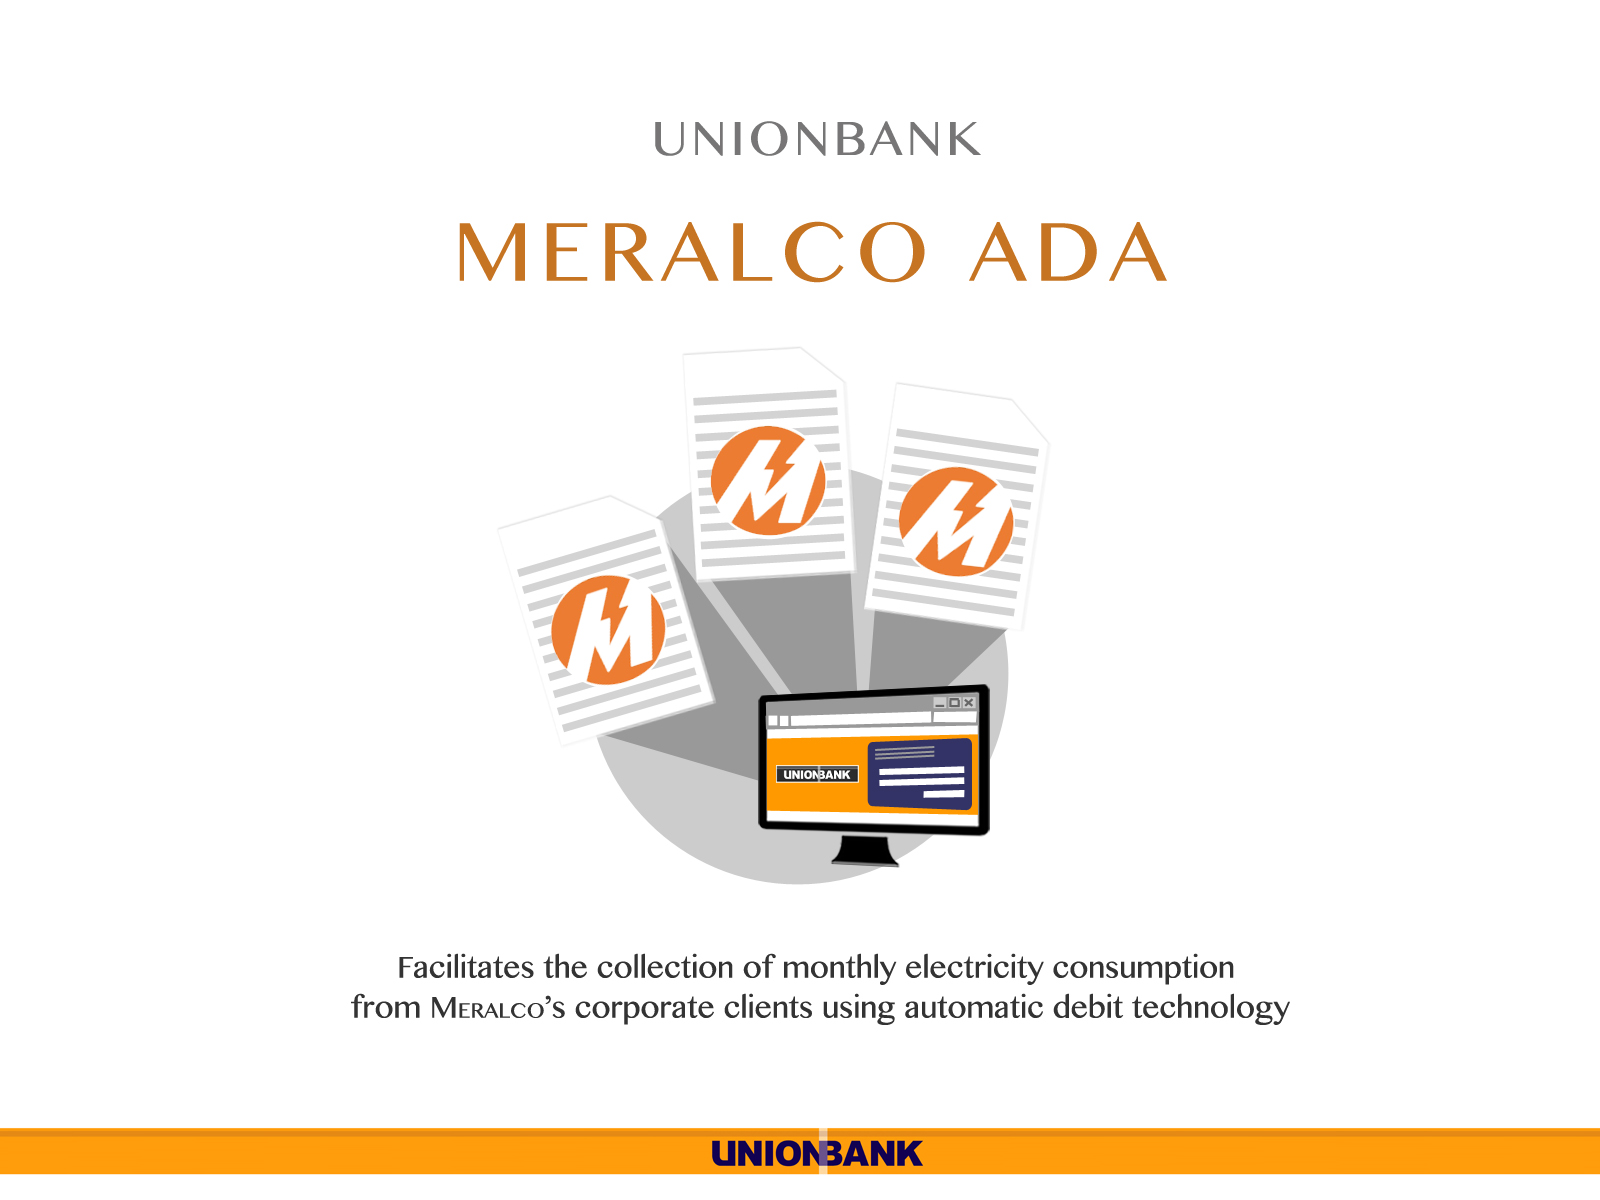 UNIONBANK
MERALCO ADA
UNIONBANK
Facilitates the collection of monthly electricity consumption
from MERALCO’s corporate clients using automatic debit technology
UNIONBANK